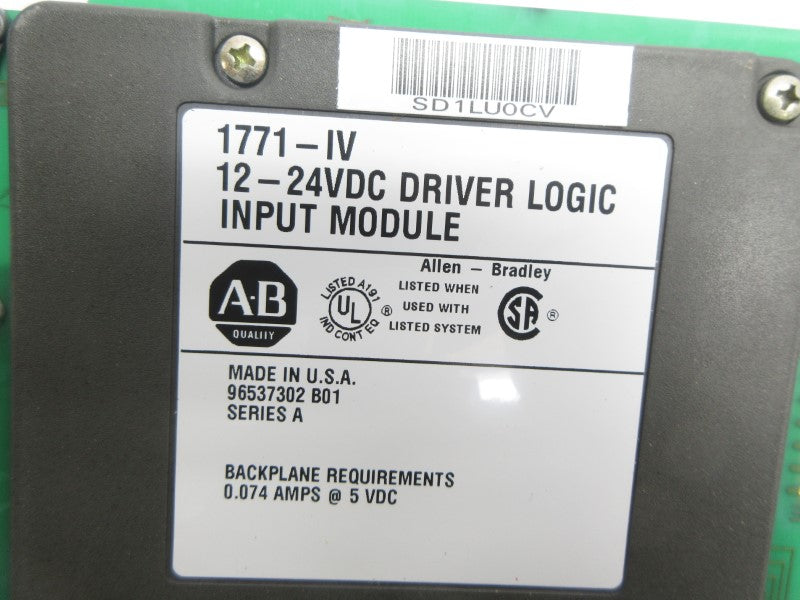 SD1LU0CV
1771-IV
12-24VDC DRIVER LOGIC
INPUT MODULE
Allen - Bradley
A·B
QUALITY
LISTED A191
UL
IND CONT EQ
®
LISTED WHEN
USED WITH
LISTED SYSTEM
SA
®
MADE IN U.S.A.
96537302 B01
SERIES A
BACKPLANE REQUIREMENTS
0.074 AMPS @ 5 VDC